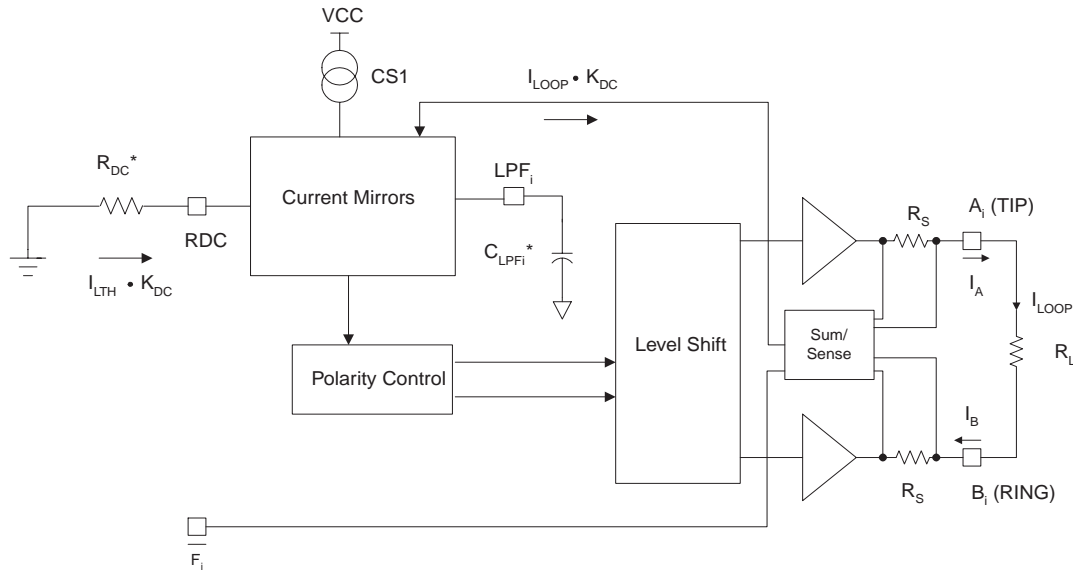 VCC
CS1
I_LOOP • K_DC
R_DC*
Current Mirrors
LPF_i
RDC
C_LPFi*
I_LTH • K_DC
R_S
A_i (TIP)
I_A
I_LOOP
Level Shift
Sum/
Sense
R_L
Polarity Control
I_B
R_S
B_i (RING)
F_i